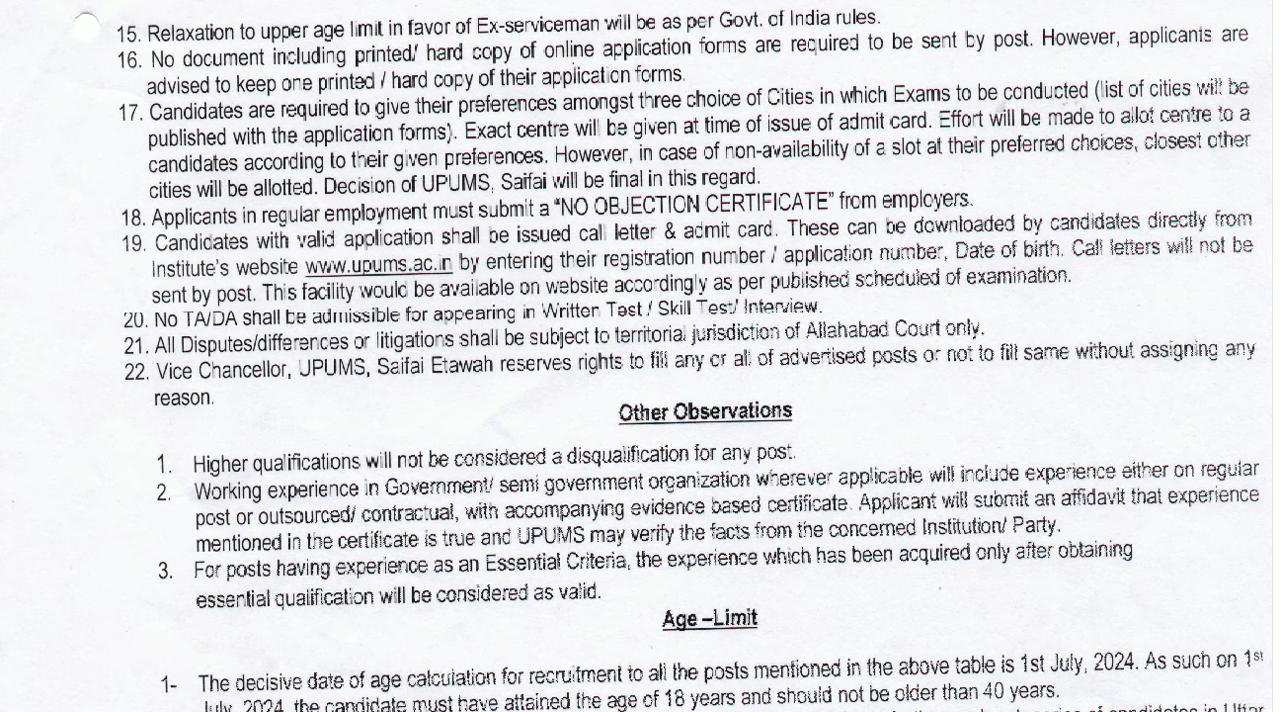 15. Relaxation to upper age limit in favor of Ex-serviceman will be as per Govt. of India rules.
16. No document including printed/ hard copy of online application forms are required to be sent by post. However, applicants are
advised to keep one printed / hard copy of their application forms.
17. Candidates are required to give their preferences amongst three choice of Cities in which Exams to be conducted (list of cities will be
published with the application forms). Exact centre will be given at time of issue of admit card. Effort will be made to allot centre to a
candidates according to their given preferences. However, in case of non-availability of a slot at their preferred choices, closest other
cities will be allotted. Decision of UPUMS, Saifai will be final in this regard.
18. Applicants in regular employment must submit a “NO OBJECTION CERTIFICATE” from employers.
19. Candidates with valid application shall be issued call letter & admit card. These can be downloaded by candidates directly from
Institute's website www.upums.ac.in by entering their registration number / application number, Date of birth. Call letters will not be
sent by post. This facility would be available on website accordingly as per published scheduled of examination.
20. No TA/DA shall be admissible for appearing in Written Test / Skill Test/ Interview.
21. All Disputes/differences or litigations shall be subject to territorial jurisdiction of Allahabad Court only.
22. Vice Chancellor, UPUMS, Saifai Etawah reserves rights to fill any or all of advertised posts or not to fill same without assigning any
reason.
Other Observations
1. Higher qualifications will not be considered a disqualification for any post.
2. Working experience in Government/ semi government organization wherever applicable will include experience either on regular
post or outsourced/ contractual, with accompanying evidence based certificate. Applicant will submit an affidavit that experience
mentioned in the certificate is true and UPUMS may verify the facts from the concerned Institution/ Party.
3. For posts having experience as an Essential Criteria, the experience which has been acquired only after obtaining
essential qualification will be considered as valid.
Age –Limit
1- The decisive date of age calculation for recruitment to all the posts mentioned in the above table is 1st July, 2024. As such on 1st
July, 2024, the candidate must have attained the age of 18 years and should not be older than 40 years.
of candidates in Uttar